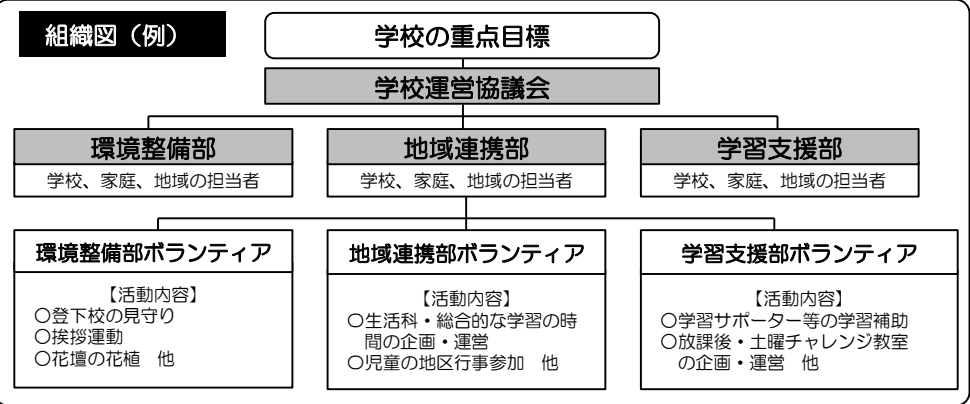 組織図（例）
学校の重点目標
学校運営協議会
環境整備部
学校、家庭、地域の担当者
地域連携部
学校、家庭、地域の担当者
学習支援部
学校、家庭、地域の担当者
環境整備部ボランティア
【活動内容】
〇登下校の見守り
〇挨拶運動
〇花壇の花植　他
地域連携部ボランティア
【活動内容】
〇生活科・総合的な学習の時
間の企画・運営
〇児童の地区行事参加　他
学習支援部ボランティア
【活動内容】
〇学習サポーター等の学習補助
〇放課後・土曜チャレンジ教室
の企画・運営　他